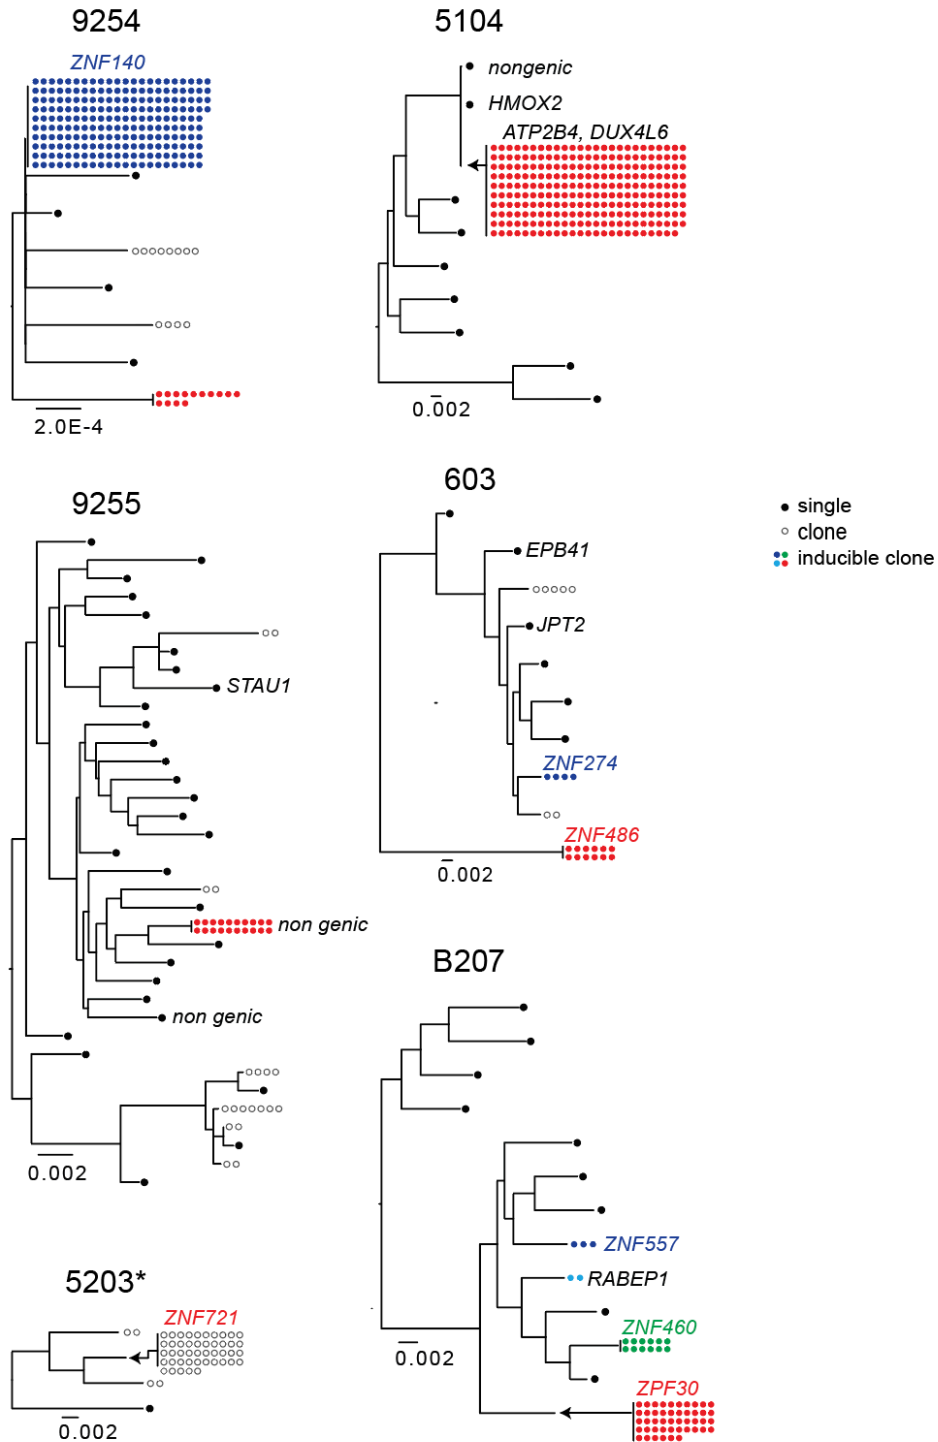 9254
ZNF140
2.0E-4
5104
nongenic
HMOX2
ATP2B4, DUX4L6
0.002
9255
STAU1
non genic
non genic
0.002
603
EPB41
JPT2
ZNF274
ZNF486
0.002
single
clone
inducible clone
5203*
ZNF721
0.002
B207
ZNF557
RABEP1
ZNF460
ZPF30
0.002